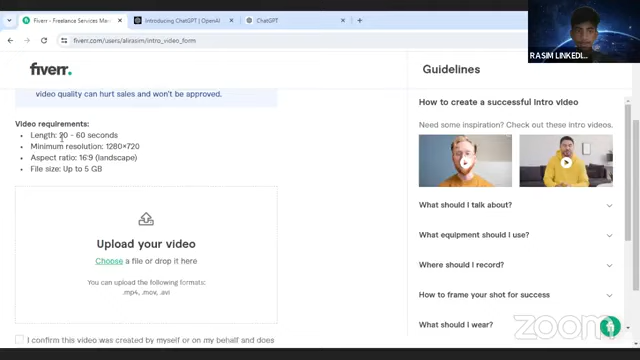 Fiverr - Freelance Services Ma
Introducing ChatGPT | OpenAI
ChatGPT
fiverr.com/users/alirasim/intro_video_form
RASIM LINKEDI...
fiverr.
Guidelines
video quality can hurt sales and won't be approved.
Video requirements:
Length: 20 - 60 seconds
Minimum resolution: 1280×720
Aspect ratio: 16:9 (landscape)
File size: Up to 5 GB
Upload your video
Choose a file or drop it here
You can upload the following formats:
.mp4, .mov, .avi
I confirm this video was created by myself or on my behalf and does
How to create a successful intro video
Need some inspiration? Check out these intro videos.
What should I talk about?
What equipment should I use?
Where should I record?
How to frame your shot for success
What should I wear?
zoom